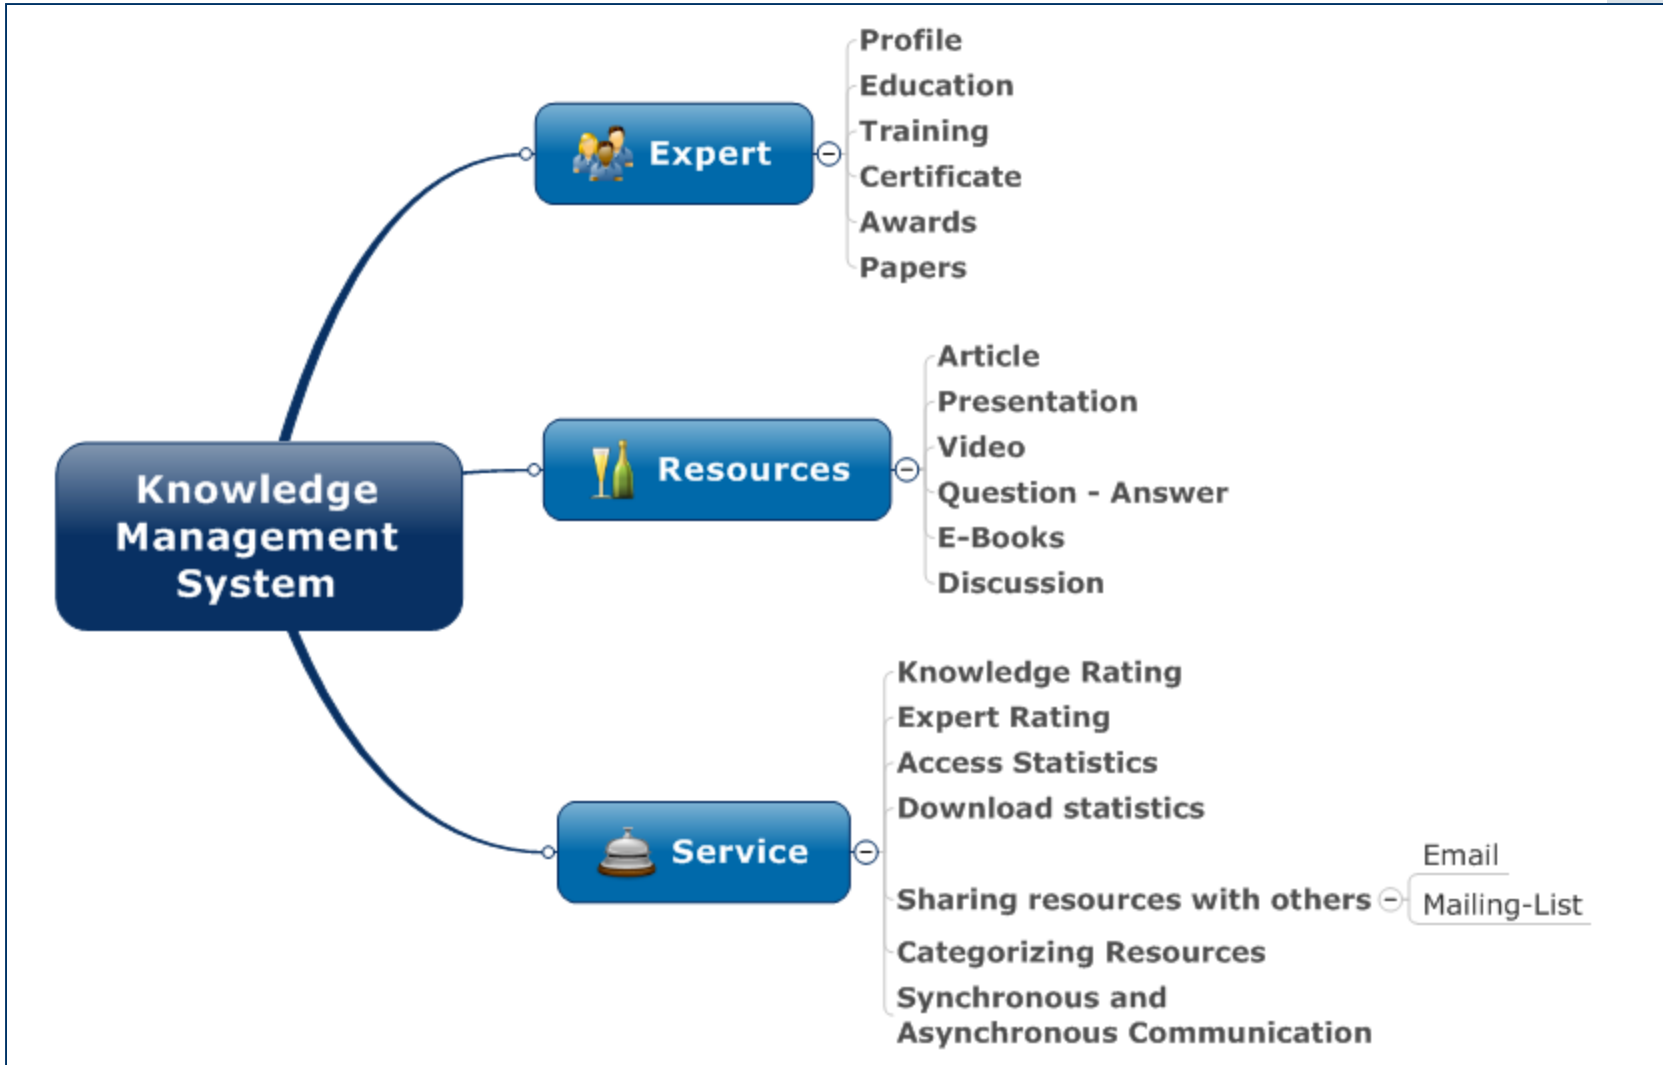 Profile
Education
Training
Certificate
Awards
Papers
Expert
Article
Presentation
Video
Question - Answer
E-Books
Discussion
Resources
Knowledge
Management
System
Knowledge Rating
Expert Rating
Access Statistics
Download statistics
Sharing resources with others
Email
Mailing-List
Categorizing Resources
Synchronous and
Asynchronous Communication
Service